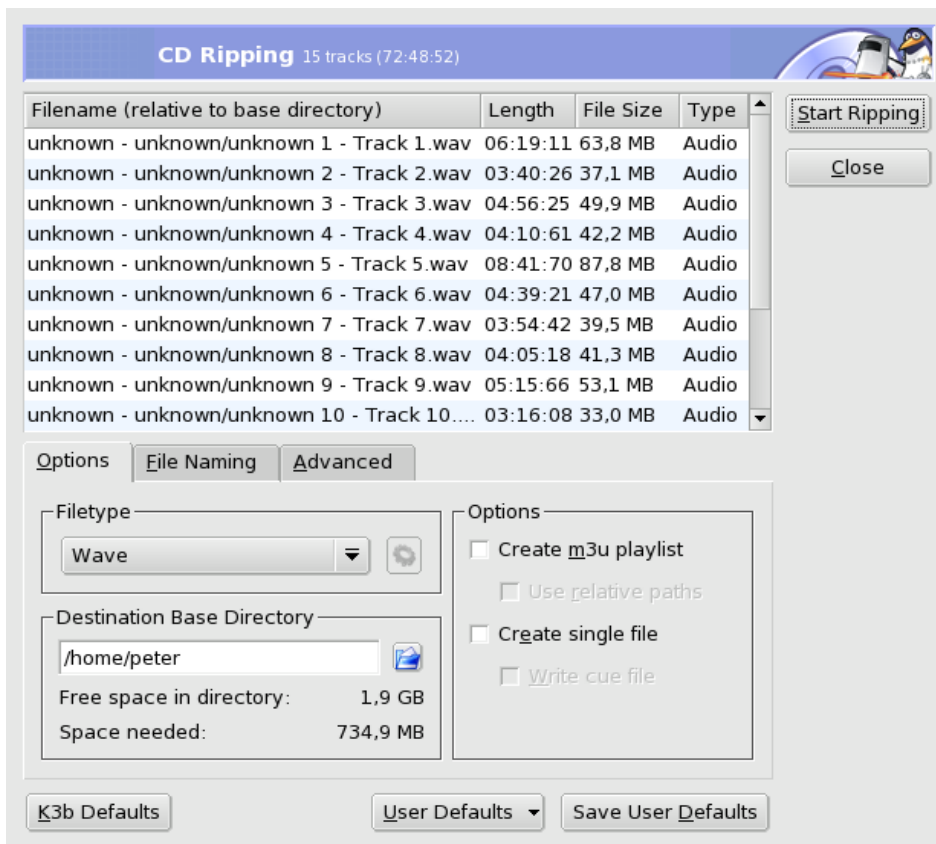 CD Ripping 15 tracks (72:48:52)
Filename (relative to base directory) Length File Size Type
unknown - unknown/unknown 1 - Track 1.wav 06:19:11 63,8 MB Audio
unknown - unknown/unknown 2 - Track 2.wav 03:40:26 37,1 MB Audio
unknown - unknown/unknown 3 - Track 3.wav 04:56:25 49,9 MB Audio
unknown - unknown/unknown 4 - Track 4.wav 04:10:61 42,2 MB Audio
unknown - unknown/unknown 5 - Track 5.wav 08:41:70 87,8 MB Audio
unknown - unknown/unknown 6 - Track 6.wav 04:39:21 47,0 MB Audio
unknown - unknown/unknown 7 - Track 7.wav 03:54:42 39,5 MB Audio
unknown - unknown/unknown 8 - Track 8.wav 04:05:18 41,3 MB Audio
unknown - unknown/unknown 9 - Track 9.wav 05:15:66 53,1 MB Audio
unknown - unknown/unknown 10 - Track 10.... 03:16:08 33,0 MB Audio
Start Ripping
Close
Options File Naming Advanced
Filetype
Wave
Destination Base Directory
/home/peter
Free space in directory: 1,9 GB
Space needed: 734,9 MB
Options
Create m3u playlist
Use relative paths
Create single file
Write cue file
K3b Defaults User Defaults Save User Defaults